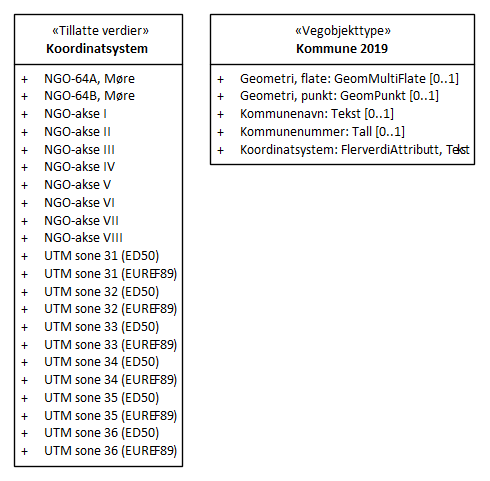 «Tillatte verdier»
Koordinatsystem
+ NGO-64A, Møre
+ NGO-64B, Møre
+ NGO-akse I
+ NGO-akse II
+ NGO-akse III
+ NGO-akse IV
+ NGO-akse V
+ NGO-akse VI
+ NGO-akse VII
+ NGO-akse VIII
+ UTM sone 31 (ED50)
+ UTM sone 31 (EUREF89)
+ UTM sone 32 (ED50)
+ UTM sone 32 (EUREF89)
+ UTM sone 33 (ED50)
+ UTM sone 33 (EUREF89)
+ UTM sone 34 (ED50)
+ UTM sone 34 (EUREF89)
+ UTM sone 35 (ED50)
+ UTM sone 35 (EUREF89)
+ UTM sone 36 (ED50)
+ UTM sone 36 (EUREF89)
«Vegobjekttype»
Kommune 2019
+ Geometri, flate: GeomMultiFlate [0..1]
+ Geometri, punkt: GeomPunkt [0..1]
+ Kommunenavn: Tekst [0..1]
+ Kommunenummer: Tall [0..1]
+ Koordinatsystem: FlerverdiAttributt, Tekst